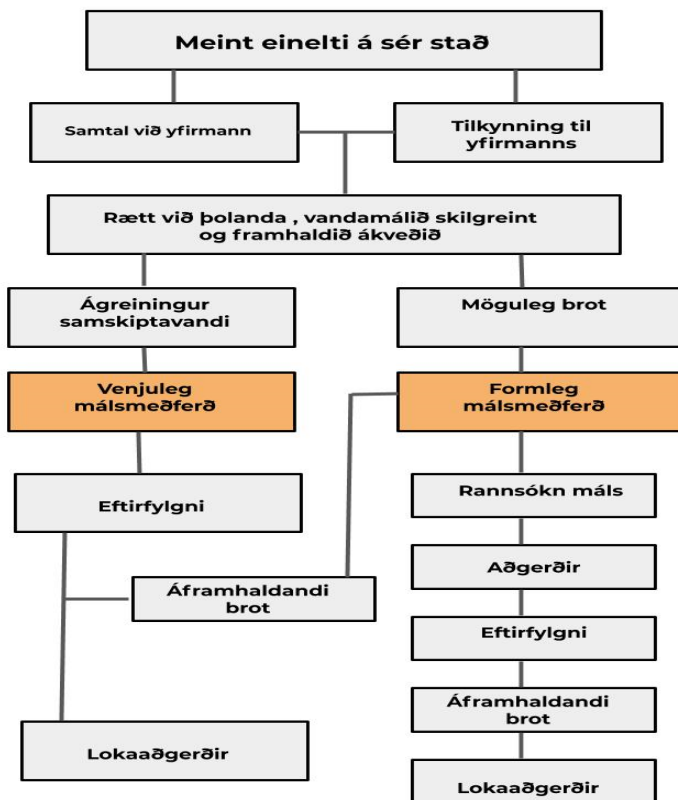 Meint einelti á sér stað
Samtal við yfirmann
Tilkynning til
yfirmanns
Rætt við þolanda , vandamálið skilgreint
og framhaldið ákveðið
Ágreiningur
samskiptavandi
Möguleg brot
Venjuleg
málsmeðferð
Formleg
málsmeðferð
Eftirfylgni
Rannsókn máls
Aðgerðir
Áframhaldandi
brot
Eftirfylgni
Áframhaldandi
brot
Lokaaðgerðir
Lokaaðgerðir